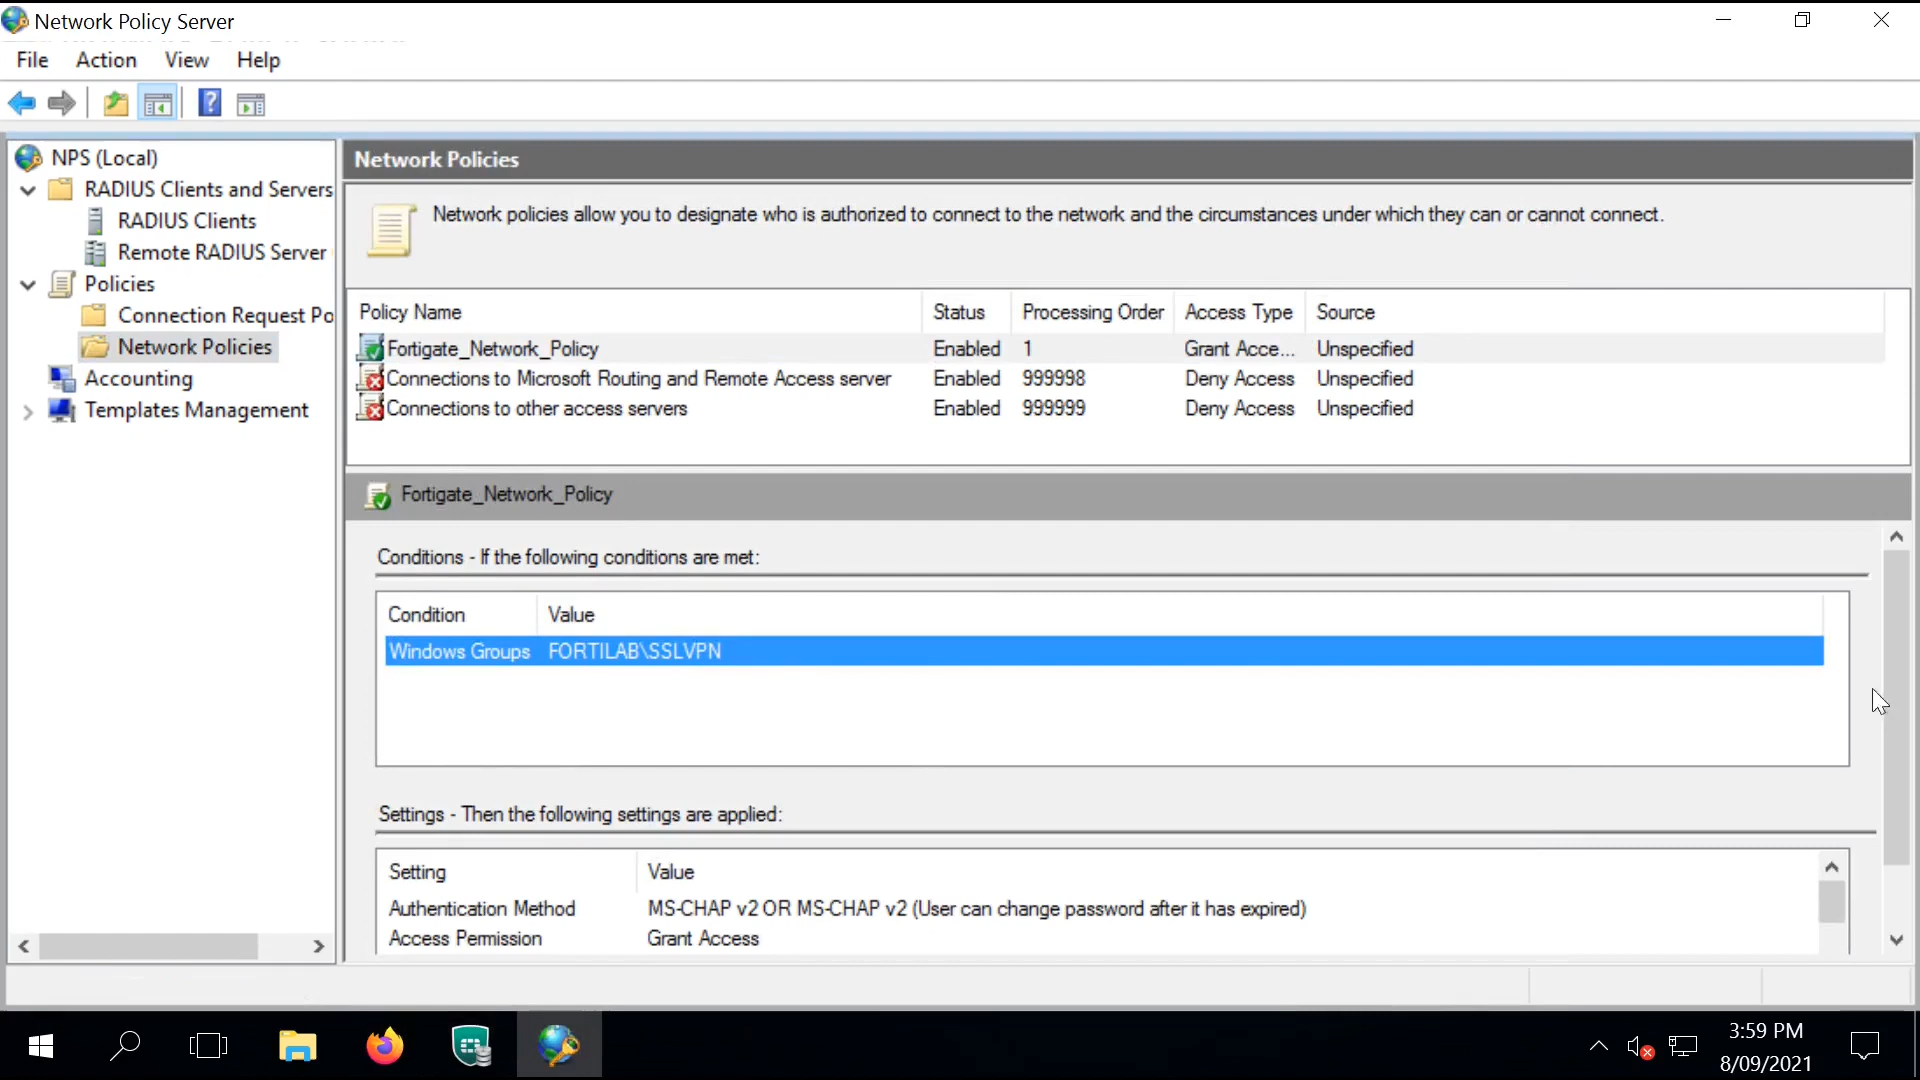 Network Policy Server
File Action View Help
NPS (Local)
RADIUS Clients and Servers
RADIUS Clients
Remote RADIUS Server
Policies
Connection Request Po
Network Policies
Accounting
Templates Management
Network Policies
Network policies allow you to designate who is authorized to connect to the network and the circumstances under which they can or cannot connect.
Policy Name Status Processing Order Access Type Source
Fortigate_Network_Policy Enabled 1 Grant Acce... Unspecified
Connections to Microsoft Routing and Remote Access server Enabled 999998 Deny Access Unspecified
Connections to other access servers Enabled 999999 Deny Access Unspecified
Fortigate_Network_Policy
Conditions - If the following conditions are met:
Condition Value
Windows Groups FORTILAB\SSLVPN
Settings - Then the following settings are applied:
Setting Value
Authentication Method MS-CHAP v2 OR MS-CHAP v2 (User can change password after it has expired)
Access Permission Grant Access
3:59 PM
8/09/2021